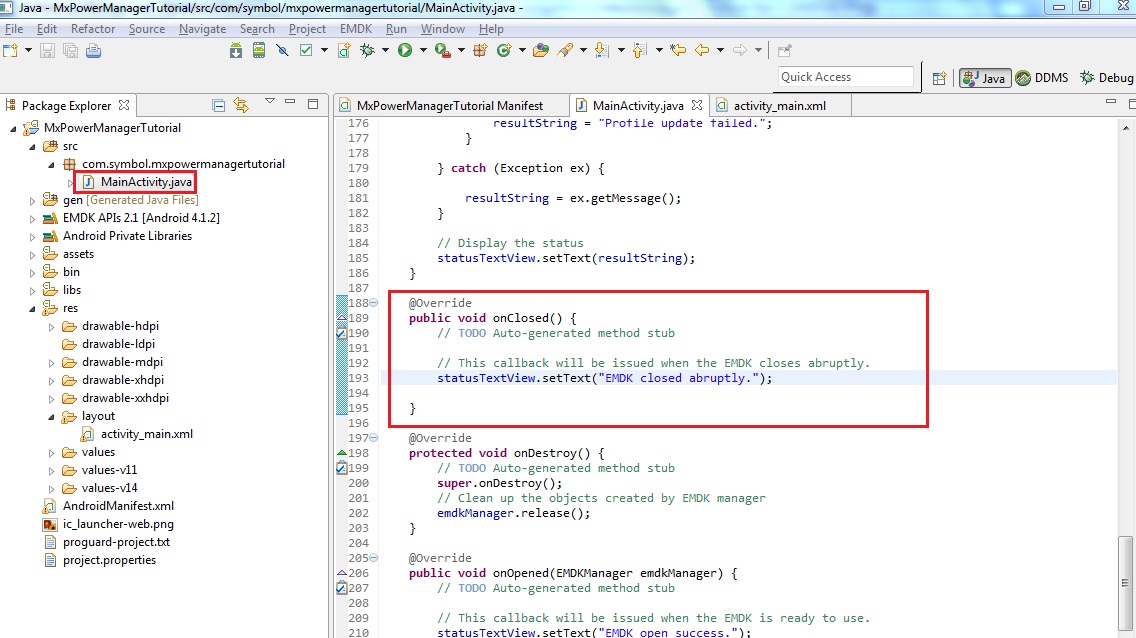 Java - MxPowerManagerTutorial/src/com/symbol/mxpowermanagertutorial/MainActivity.java -
File Edit Refactor Source Navigate Search Project EMDK Run Window Help
Quick Access
Java DDMS Debug
Package Explorer
MxPowerManagerTutorial
src
com.symbol.mxpowermanagertutorial
MainActivity.java
gen [Generated Java Files]
EMDK APIs 2.1 [Android 4.1.2]
Android Private Libraries
assets
bin
libs
res
drawable-hdpi
drawable-ldpi
drawable-mdpi
drawable-xhdpi
drawable-xxhdpi
layout
activity_main.xml
values
values-v11
values-v14
AndroidManifest.xml
ic_launcher-web.png
proguard-project.txt
project.properties
MxPowerManagerTutorial Manifest MainActivity.java activity_main.xml
176 resultString = "Profile update failed.";
177 }
178
179 } catch (Exception ex) {
180
181 resultString = ex.getMessage();
182 }
183
184 // Display the status
185 statusTextView.setText(resultString);
186 }
187
188 @Override
189 public void onClosed() {
190 // TODO Auto-generated method stub
191
192 // This callback will be issued when the EMDK closes abruptly.
193 statusTextView.setText("EMDK closed abruptly.");
194
195 }
196
197 @Override
198 protected void onDestroy() {
199 // TODO Auto-generated method stub
200 super.onDestroy();
201 // Clean up the objects created by EMDK manager
202 emdkManager.release();
203 }
204
205 @Override
206 public void onOpened(EMDKManager emdkManager) {
207 // TODO Auto-generated method stub
208
209 // This callback will be issued when the EMDK is ready to use.
210 statusTextView.setText("EMDK open success.");